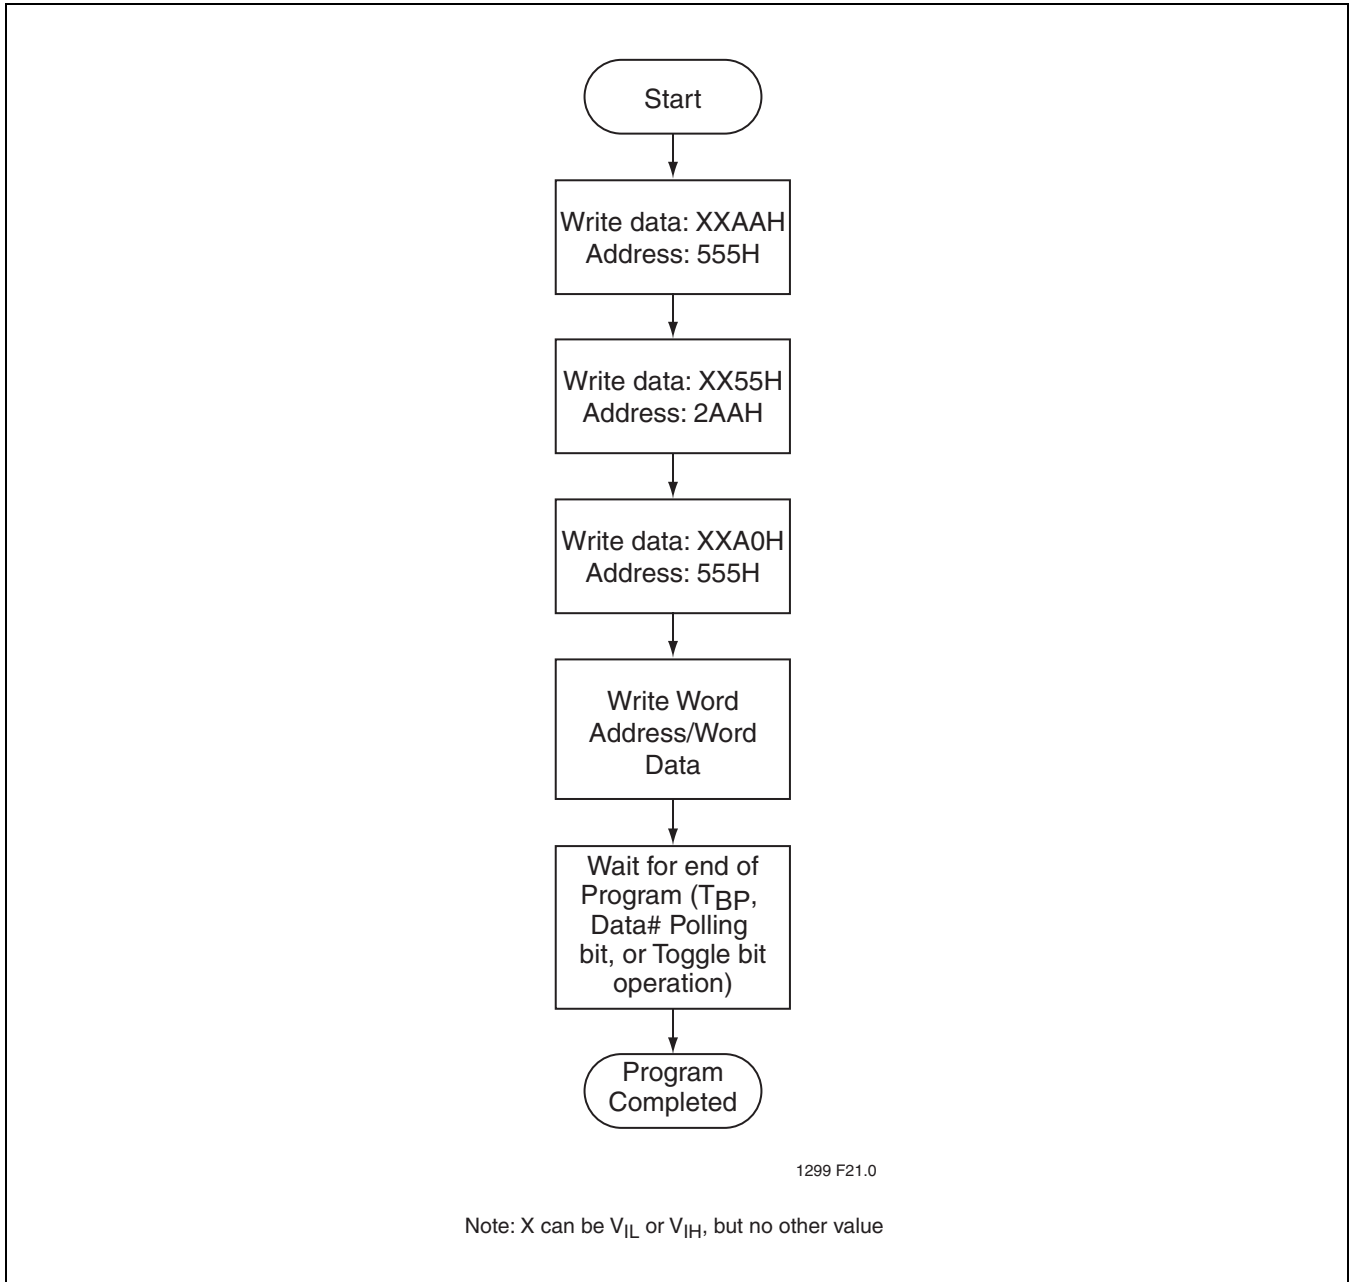 Start
Write data: XXAAH
Address: 555H
Write data: XX55H
Address: 2AAH
Write data: XXA0H
Address: 555H
Write Word
Address/Word
Data
Wait for end of
Program (TBP,
Data# Polling
bit, or Toggle bit
operation)
Program
Completed
1299 F21.0
Note: X can be VIL or VIH, but no other value